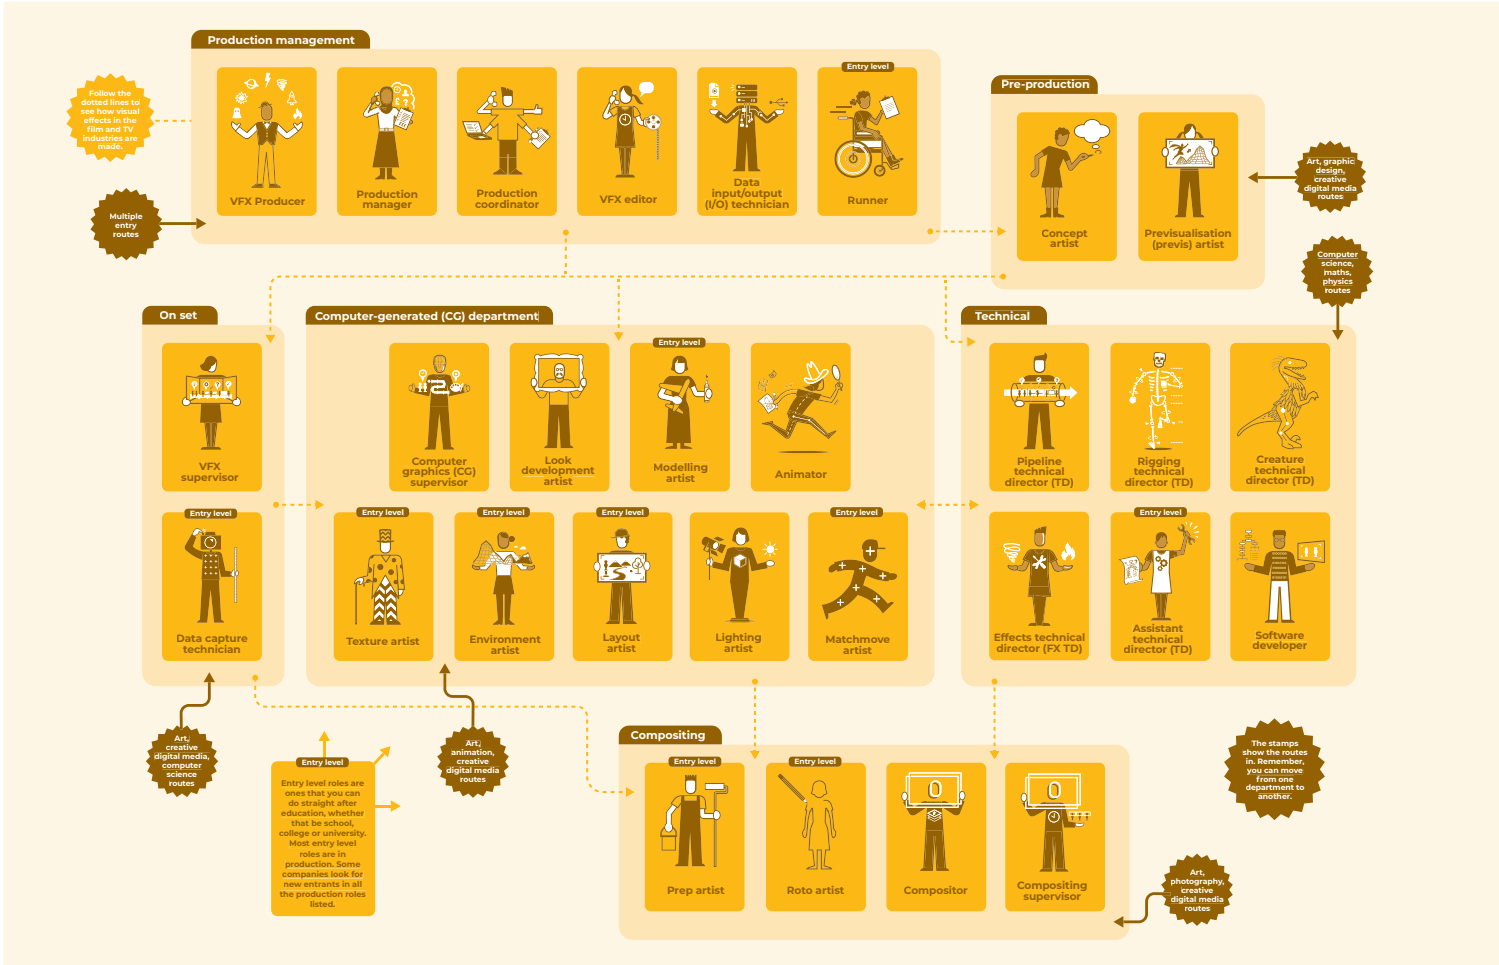 Production management
Follow the
dotted lines to
see how visual
effects in the
film and TV
industries are
made.
Multiple
entry
routes
VFX Producer
Production
manager
Production
coordinator
VFX editor
Data
input/output
(I/O) technician
Entry level
Runner
Pre-production
Concept
artist
Previsualisation
(previs) artist
Art, graphic
design,
creative
digital media
routes
Computer
science,
maths,
physics
routes
On set
VFX
supervisor
Entry level
Data capture
technician
Computer-generated (CG) department
Computer
graphics (CG)
supervisor
Look
development
artist
Entry level
Modelling
artist
Animator
Entry level
Texture artist
Entry level
Environment
artist
Entry level
Layout
artist
Lighting
artist
Entry level
Matchmove
artist
Technical
Pipeline
technical
director (TD)
Rigging
technical
director (TD)
Creature
technical
director (TD)
Effects technical
director (FX TD)
Entry level
Assistant
technical
director (TD)
Software
developer
Art,
creative
digital media,
computer
science
routes
Entry level
Entry level roles are
ones that you can
do straight after
education, whether
that be school,
college or university.
Most entry level
roles are in
production. Some
companies look for
new entrants in all
the production roles
listed.
Art,
animation,
creative
digital media
routes
Compositing
Entry level
Prep artist
Entry level
Roto artist
0
Compositor
0
Compositing
supervisor
The stamps
show the routes
in. Remember,
you can move
from one
department to
another.
Art,
photography,
creative
digital media
routes